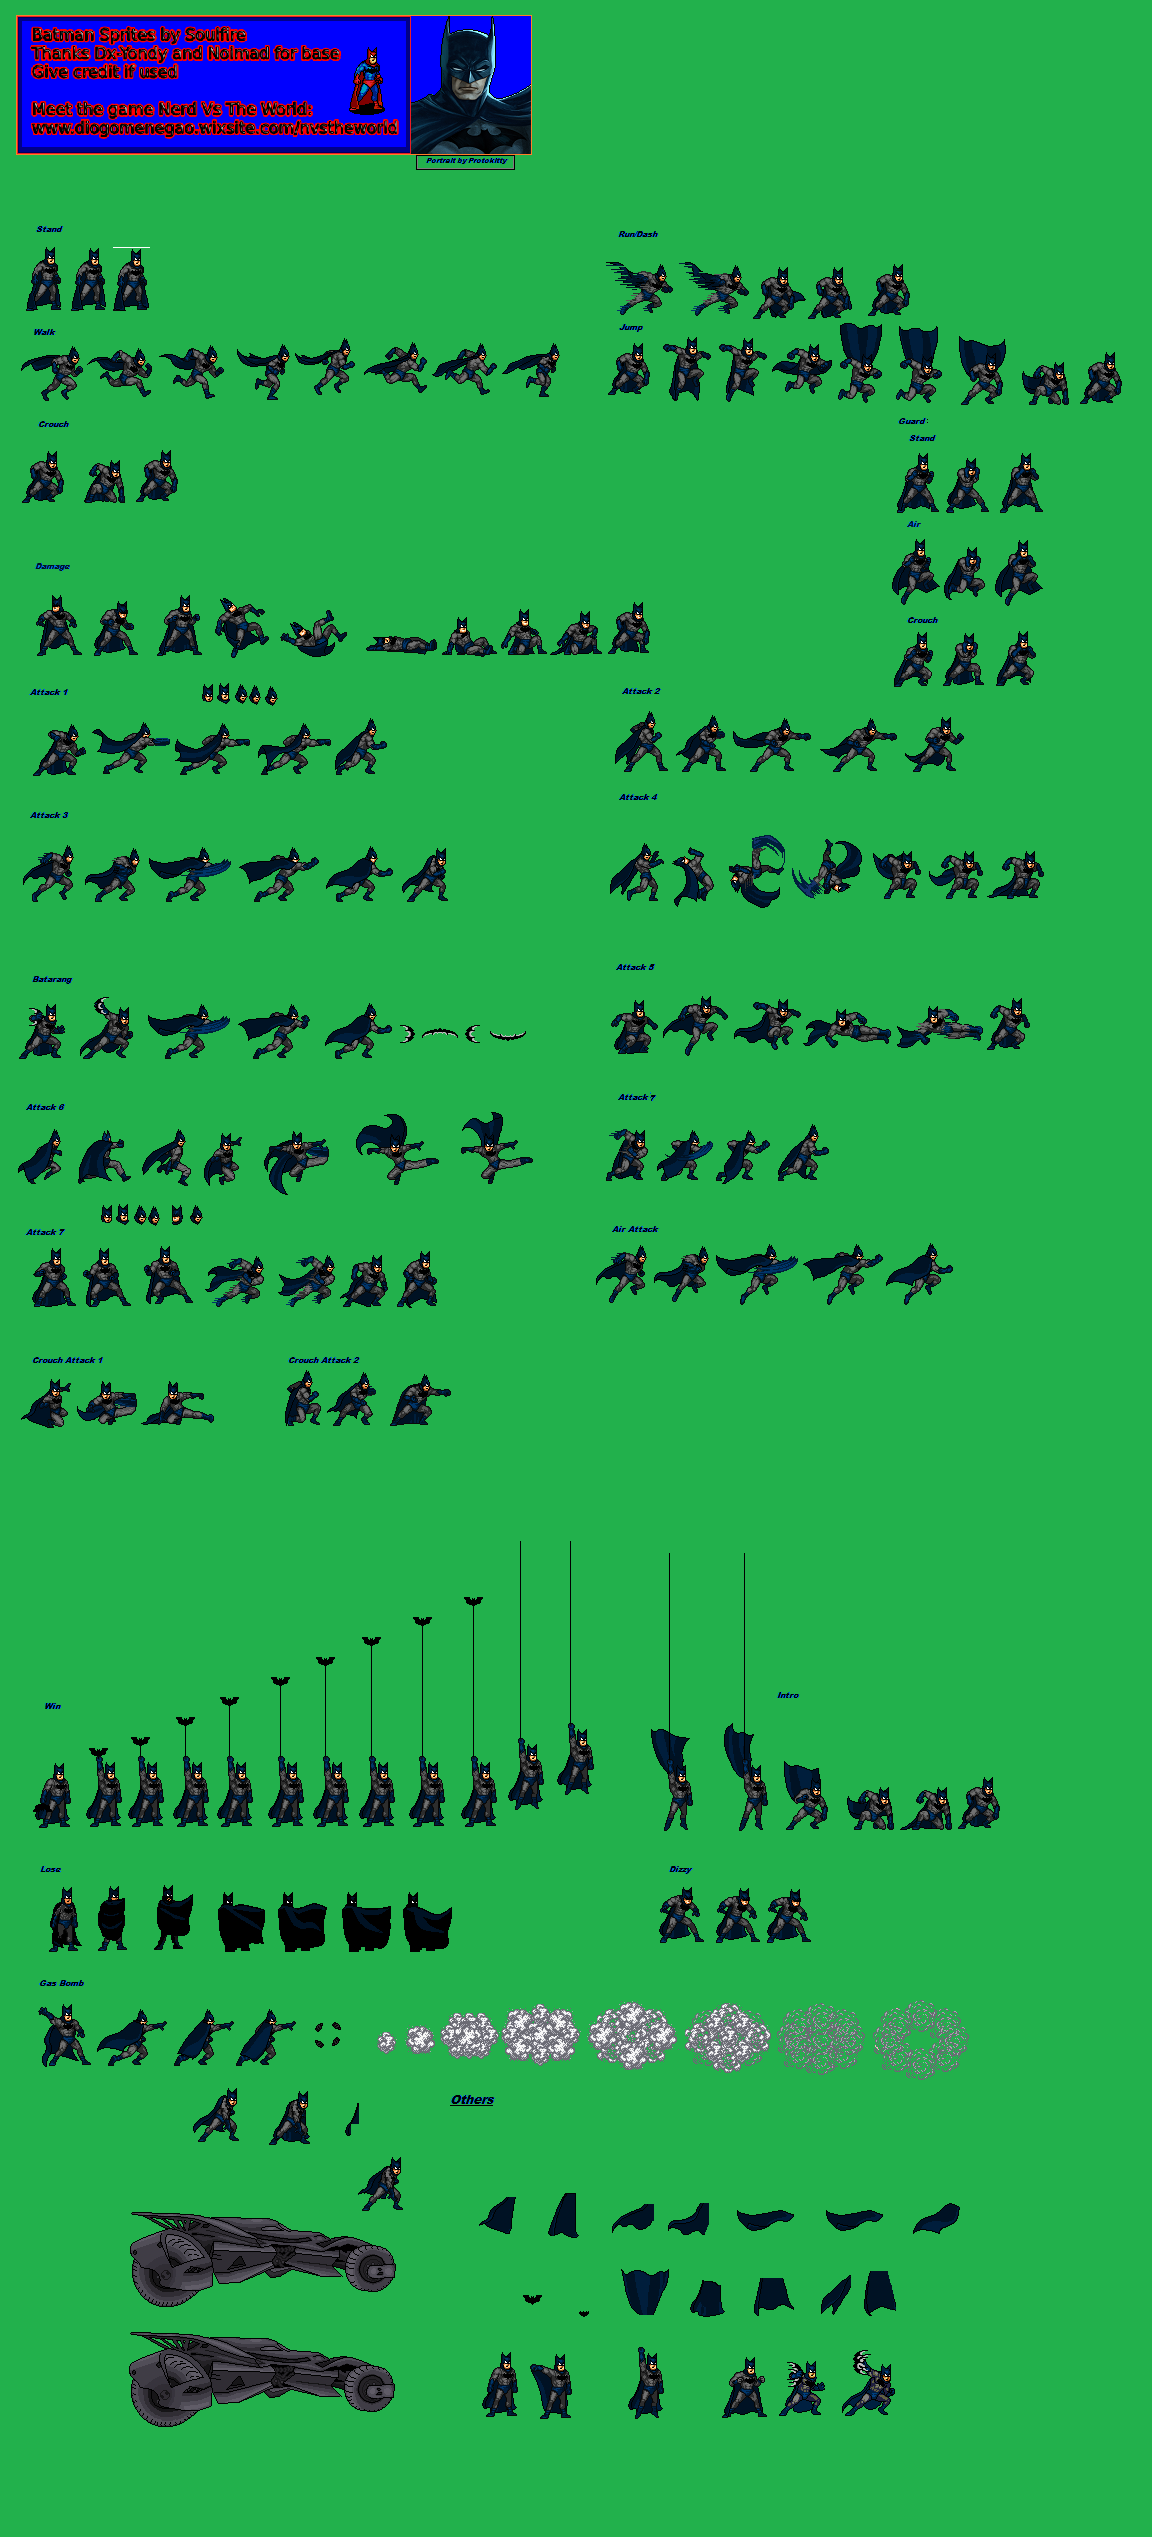 Batman Sprites by Soulfire
Thanks Dx-Yondy and Nolmad for base
Give credit if used
Meet the game Nerd Vs The World:
www.diogomenegao.wixsite.com/nvstheworld
Portrait by Protokitty
Stand
Run/Dash
Walk
Jump
Crouch
Guard:
Stand
Air
Damage
Crouch
Attack 1
Attack 2
Attack 3
Attack 4
Batarang
Attack 5
Attack 6
Attack 7
Attack 7
Air Attack
Crouch Attack 1
Crouch Attack 2
Win
Intro
Lose
Dizzy
Gas Bomb
Others